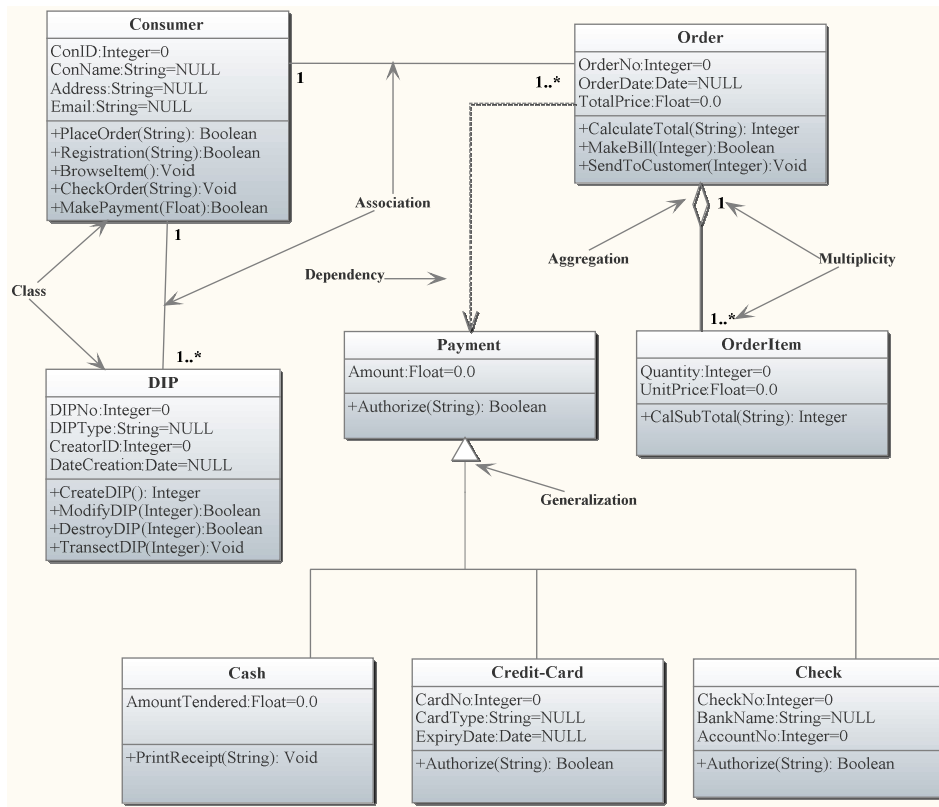 Consumer
ConID:Integer=0
ConName:String=NULL
Address:String=NULL
Email:String=NULL
+PlaceOrder(String): Boolean
+Registration(String):Boolean
+BrowseItem():Void
+CheckOrder(String):Void
+MakePayment(Float):Boolean
1
1..*
Order
OrderNo:Integer=0
OrderDate:Date=NULL
TotalPrice:Float=0.0
+CalculateTotal(String): Integer
+MakeBill(Integer):Boolean
+SendToCustomer(Integer):Void
Association
1
1
Aggregation
Multiplicity
Dependency
Class
1..*
1..*
DIP
DIPNo:Integer=0
DIPType:String=NULL
CreatorID:Integer=0
DateCreation:Date=NULL
+CreateDIP(): Integer
+ModifyDIP(Integer):Boolean
+DestroyDIP(Integer):Boolean
+TransectDIP(Integer):Void
Payment
Amount:Float=0.0
+Authorize(String): Boolean
OrderItem
Quantity:Integer=0
UnitPrice:Float=0.0
+CalSubTotal(String): Integer
Generalization
Cash
AmountTendered:Float=0.0
+PrintReceipt(String): Void
Credit-Card
CardNo:Integer=0
CardType:String=NULL
ExpiryDate:Date=NULL
+Authorize(String): Boolean
Check
CheckNo:Integer=0
BankName:String=NULL
AccountNo:Integer=0
+Authorize(String): Boolean